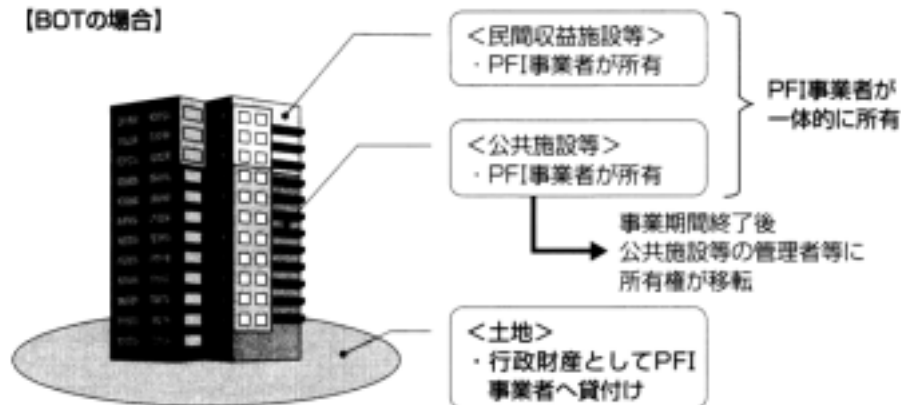 【BOTの場合】
＜民間収益施設等＞
・PFI事業者が所有
PFI事業者が
一体的に所有
＜公共施設等＞
・PFI事業者が所有
事業期間終了後
公共施設等の管理者等に
所有権が移転
＜土地＞
・行政財産としてPFI
事業者へ貸付け